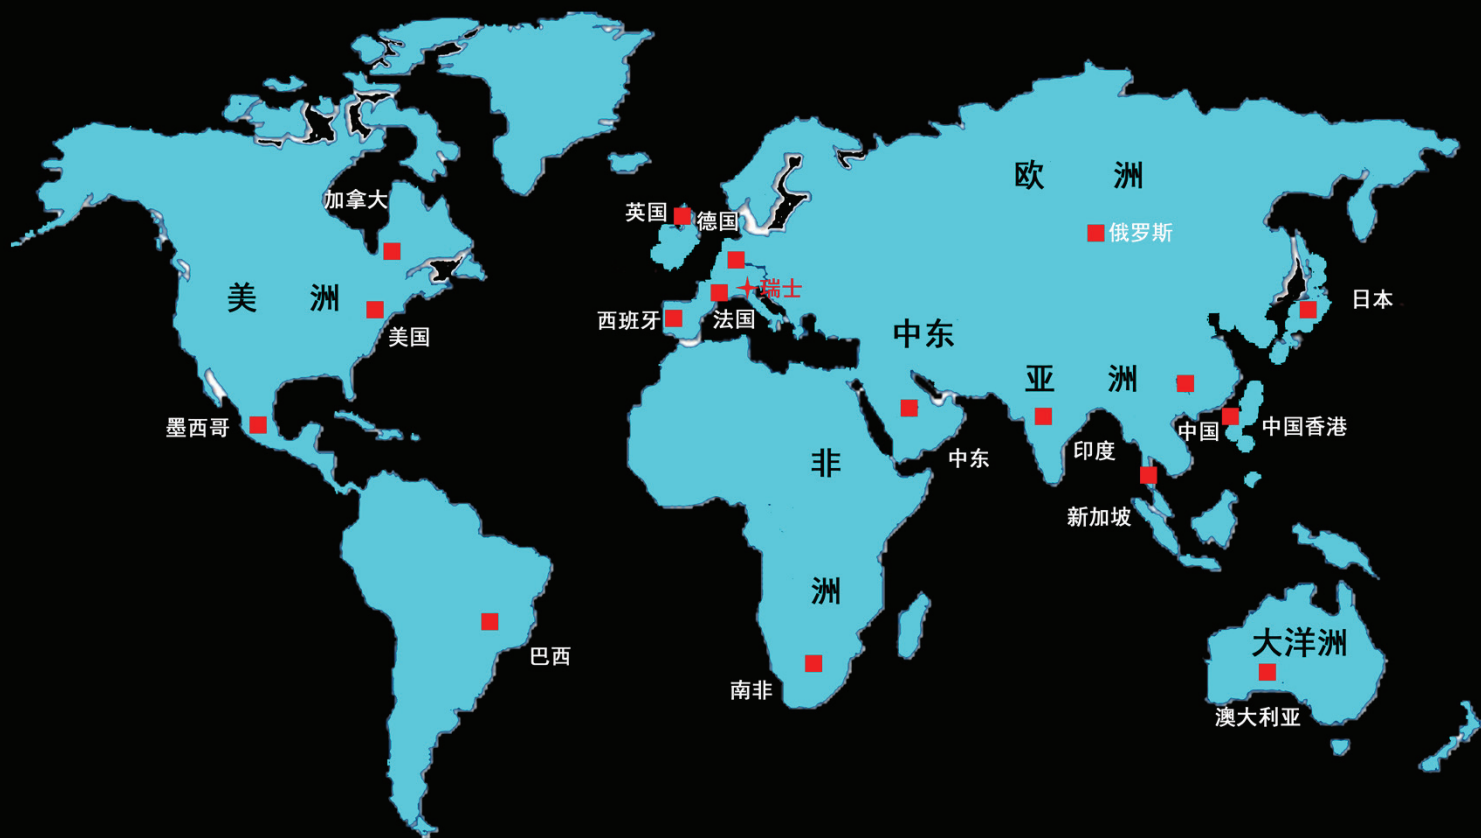 欧 洲
加拿大
英国
德国
俄罗斯
美 洲
瑞士
日本
西班牙
法国
美国
中东
亚 洲
墨西哥
中国
中国香港
印度
中东
非
洲
新加坡
大洋洲
巴西
南非
澳大利亚